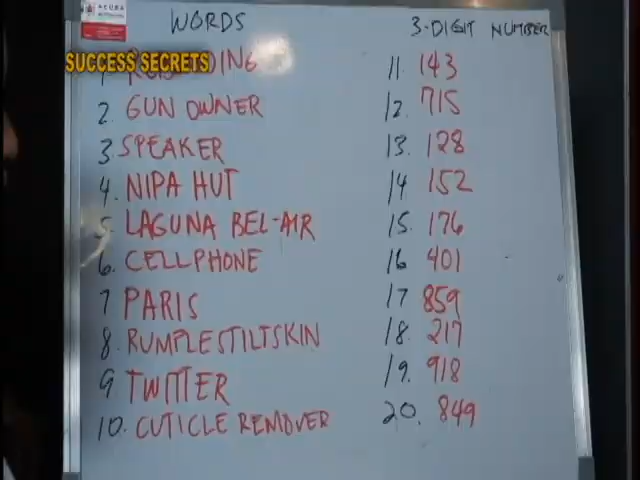 ACURA
WORDS
3-DIGIT NUMBER
SUCCESS SECRETS
11. 143
2. GUN OWNER
12. 715
3 SPEAKER
13. 128
4. NIPA HUT
14 152
5. LAGUNA BEL-AIR
15. 176
6. CELLPHONE
16 401
7 PARIS
17 859
8. RUMPLESTILTSKIN
18. 217
9 TWITTER
19. 918
10. CUTICLE REMOVER
20. 849